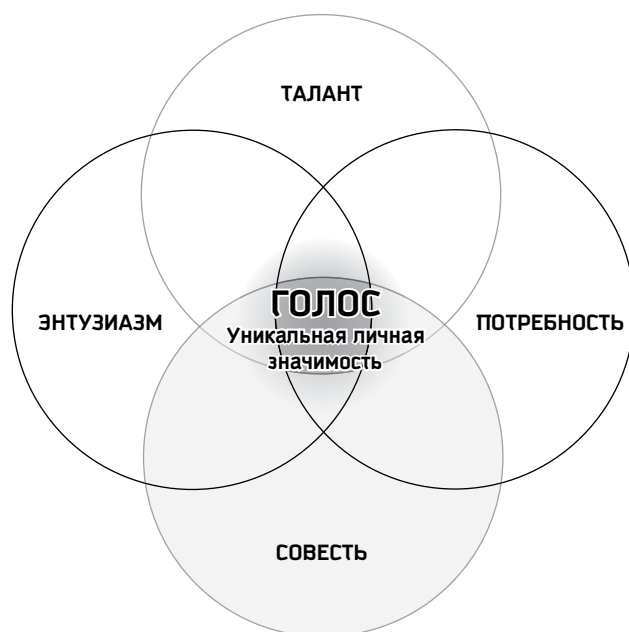 ТАЛАНТ
ГОЛОС
Уникальная личная
значимость
ЭНТУЗИАЗМ
ПОТРЕБНОСТЬ
СОВЕСТЬ